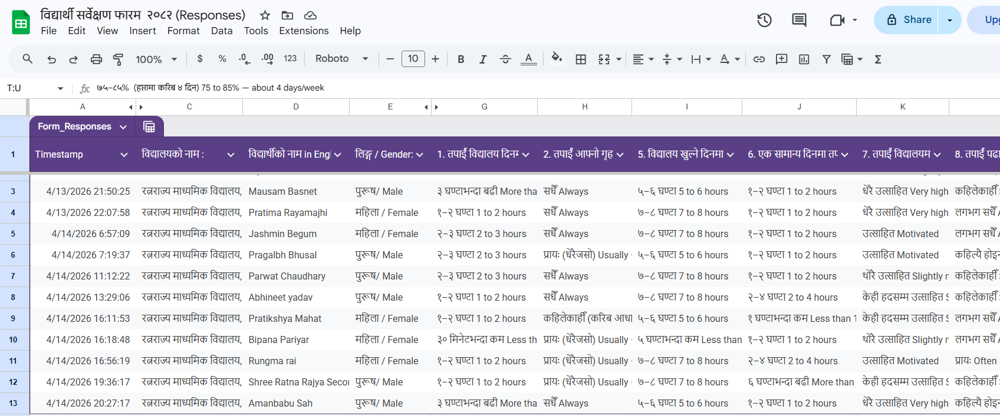 विद्यार्थी सर्वेक्षण फारम २०८२ (Responses)
File Edit View Insert Format Data Tools Extensions Help
Share
Upg
100% $ % .0 .00 123 Roboto 10 B I A A Σ
T:U fx ७५–८५% (हप्तामा करिब ४ दिन) 75 to 85% — about 4 days/week
A C D E G H I J K
Form_Responses
1 Timestamp विद्यालयको नाम : विद्यार्थीको नाम in Engl लिङ्ग / Gender: 1. तपाईं विद्यालय दिनम 2. तपाईं आफ्नो गृह 5. विद्यालय खुल्ने दिनमा 6. एक सामान्य दिनमा तप 7. तपाईं विद्यालयम 8. तपाईं पढा
3 4/13/2026 21:50:25 रत्नराज्य माध्यमिक विद्यालय, Mausam Basnet पुरूष/ Male ३ घण्टाभन्दा बढी More tha सधैँ Always ५–६ घण्टा 5 to 6 hours १–२ घण्टा 1 to 2 hours धेरै उत्साहित Very high कहिलेकाहीँ
4 4/13/2026 22:07:58 रत्नराज्य माध्यमिक विद्यालय, Pratima Rayamajhi महिला / Female १–२ घण्टा 1 to 2 hours सधैँ Always ७–८ घण्टा 7 to 8 hours १–२ घण्टा 1 to 2 hours धेरै उत्साहित Very high लगभग सधैँ
5 4/14/2026 6:57:09 रत्नराज्य माध्यमिक विद्यालय, Jashmin Begum महिला / Female २–३ घण्टा 2 to 3 hours सधैँ Always ७–८ घण्टा 7 to 8 hours १–२ घण्टा 1 to 2 hours उत्साहित Motivated लगभग सधैँ
6 4/14/2026 7:19:37 रत्नराज्य माध्यमिक विद्यालय, Pragalbh Bhusal पुरूष/ Male २–३ घण्टा 2 to 3 hours प्रायः (धेरैजसो) Usually - ५–६ घण्टा 5 to 6 hours १–२ घण्टा 1 to 2 hours उत्साहित Motivated कहिल्यै होइन
7 4/14/2026 11:12:22 रत्नराज्य माध्यमिक विद्यालय, Parwat Chaudhary पुरूष/ Male २–३ घण्टा 2 to 3 hours सधैँ Always ७–८ घण्टा 7 to 8 hours १–२ घण्टा 1 to 2 hours थोरै उत्साहित Slightly कहिलेकाहीँ
8 4/14/2026 13:29:06 रत्नराज्य माध्यमिक विद्यालय, Abhineet yadav पुरूष/ Male १–२ घण्टा 1 to 2 hours सधैँ Always ७–८ घण्टा 7 to 8 hours २–४ घण्टा 2 to 4 hours केही हदसम्म उत्साहित कहिलेकाहीँ
9 4/14/2026 16:11:53 रत्नराज्य माध्यमिक विद्यालय, Pratikshya Mahat महिला / Female १–२ घण्टा 1 to 2 hours कहिलेकाहीँ (करिब आधा ५–६ घण्टा 5 to 6 hours १ घण्टाभन्दा कम Less than 1 केही हदसम्म उत्साहित लगभग सधैँ
10 4/14/2026 16:18:48 रत्नराज्य माध्यमिक विद्यालय, Bipana Pariyar महिला / Female ३० मिनेटभन्दा कम Less th प्रायः (धेरैजसो) Usually - ५ घण्टाभन्दा कम Less than १–२ घण्टा 1 to 2 hours थोरै उत्साहित Slightly लगभग सधैँ
11 4/14/2026 16:56:19 रत्नराज्य माध्यमिक विद्यालय, Rungma rai महिला / Female १–२ घण्टा 1 to 2 hours प्रायः (धेरैजसो) Usually - ७–८ घण्टा 7 to 8 hours २–४ घण्टा 2 to 4 hours उत्साहित Motivated प्रायः Often
12 4/14/2026 19:36:17 रत्नराज्य माध्यमिक विद्यालय, Shree Ratna Rajya Secon पुरूष/ Male १–२ घण्टा 1 to 2 hours प्रायः (धेरैजसो) Usually - ७–८ घण्टा 7 to 8 hours ६ घण्टाभन्दा बढी More than केही हदसम्म उत्साहित कहिलेकाहीँ
13 4/14/2026 20:27:17 रत्नराज्य माध्यमिक विद्यालय, Amanbabu Sah पुरूष/ Male ३ घण्टाभन्दा बढी More tha सधैँ Always ५–६ घण्टा 5 to 6 hours १–२ घण्टा 1 to 2 hours धेरै उत्साहित Very high कहिल्यै होइन